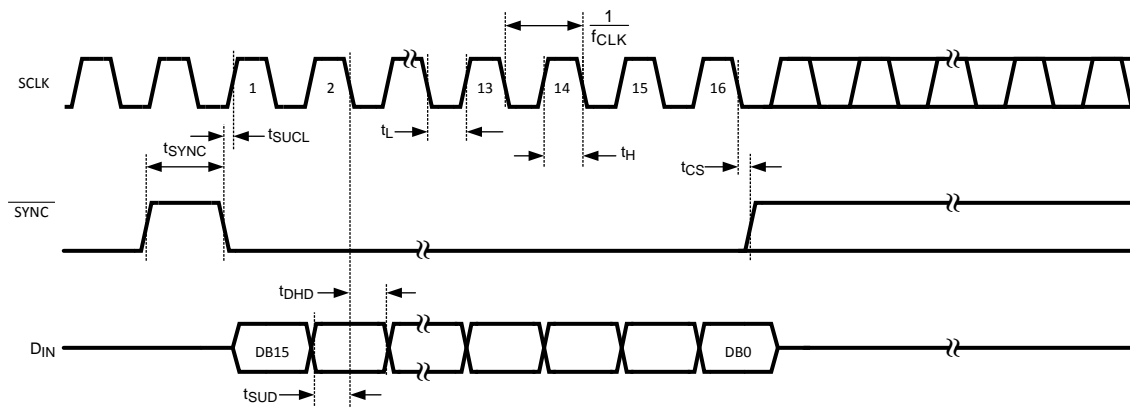 1
fCLK
SCLK
1
2
13
14
15
16
tL
tSUCL
tSYNC
tH
tCS
SYNC
tDHD
DIN
DB15
DB0
tSUD